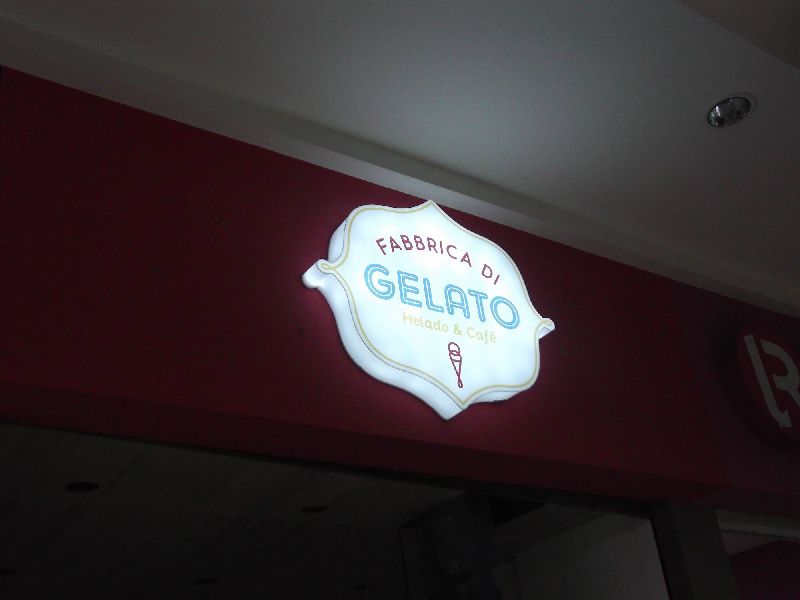 FABBRICA DI
GELATO
Helado & Café
R